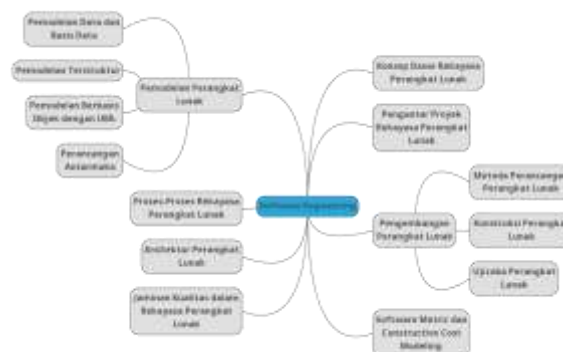 Pemodelan Data dan
Basis Data
Pemodelan Terstruktur
Pemodelan Berbasis
Objek dengan UML
Perancangan
Antarmuka
Pemodelan Perangkat
Lunak
Proses-Proses Rekayasa
Perangkat Lunak
Arsitektur Perangkat
Lunak
Jaminan Kualitas dalam
Rekayasa Perangkat
Lunak
Software Engineering
Konsep Dasar Rekayasa
Perangkat Lunak
Pengantar Proyek
Rekayasa Perangkat
Lunak
Pengembangan
Perangkat Lunak
Metode Perancangan
Perangkat Lunak
Konstruksi Perangkat
Lunak
Ujicoba Perangkat
Lunak
Software Metric dan
Constructive Cost
Modeling